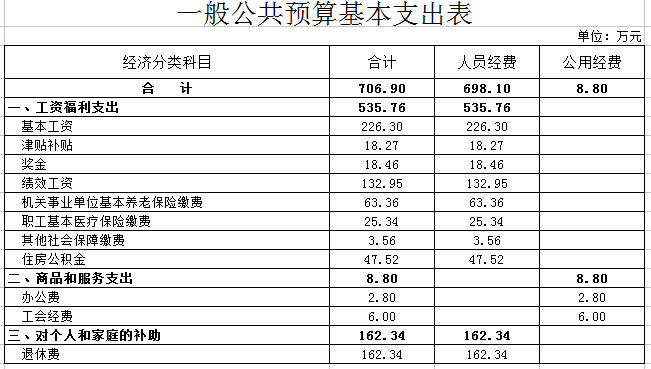 一般公共预算基本支出表
单位：万元
经济分类科目 合计 人员经费 公用经费
合 计 706.90 698.10 8.80
一、工资福利支出 535.76 535.76
基本工资 226.30 226.30
津贴补贴 18.27 18.27
奖金 18.46 18.46
绩效工资 132.95 132.95
机关事业单位基本养老保险缴费 63.36 63.36
职工基本医疗保险缴费 25.34 25.34
其他社会保障缴费 3.56 3.56
住房公积金 47.52 47.52
二、商品和服务支出 8.80 8.80
办公费 2.80 2.80
工会经费 6.00 6.00
三、对个人和家庭的补助 162.34 162.34
退休费 162.34 162.34